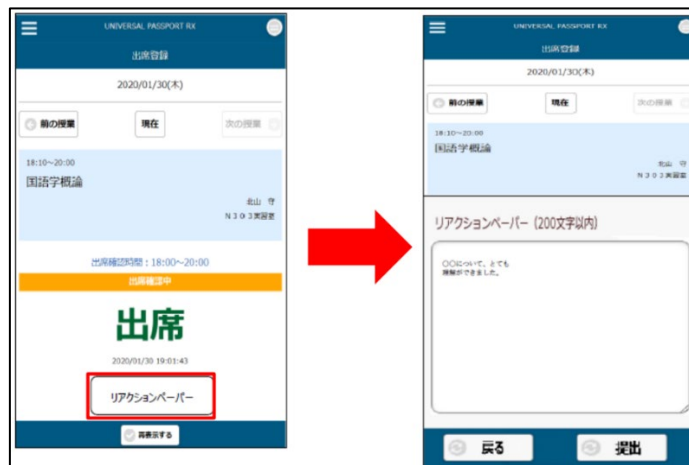 UNIVERSAL PASSPORT RX
出席登録
2020/01/30(木)
前の授業
現在
次の授業
18:10~20:00
国語学概論
北山 守
N303実習室
出席確認時間:18:00~20:00
出席確認中
出席
2020/01/30 19:01:43
リアクションペーパー
再表示する
UNIVERSAL PASSPORT RX
出席登録
2020/01/30(木)
前の授業
現在
次の授業
18:10~20:00
国語学概論
北山 守
N303実習室
リアクションペーパー (200文字以内)
〇〇について、とても
理解ができました。
戻る
提出